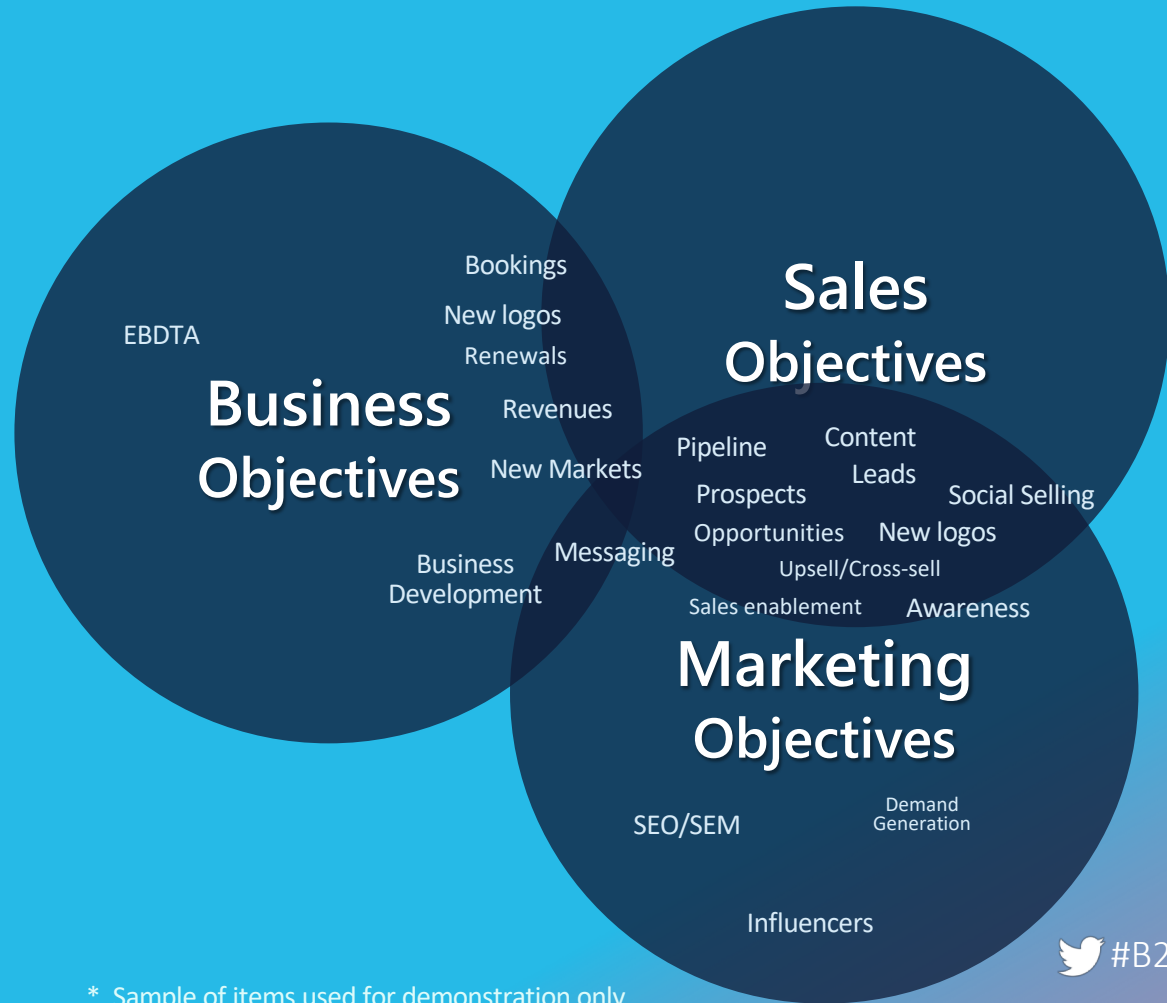 Bookings
New logos
EBDTA
Renewals
Business
Objectives
Revenues
New Markets
Business
Development
Messaging
Sales
Objectives
Pipeline
Content
Leads
Prospects
Social Selling
Opportunities
New logos
Upsell/Cross-sell
Sales enablement
Awareness
Marketing
Objectives
SEO/SEM
Demand
Generation
Influencers
#B2
* Sample of items used for demonstration only